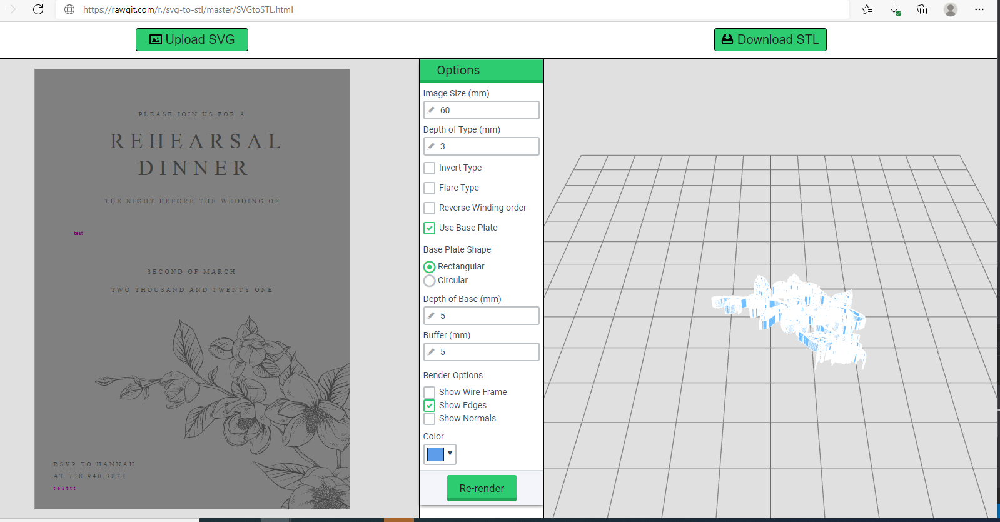 https://rawgit.com/r,/svg-to-stl/master/SVGtoSTL.html
Upload SVG
Download STL
PLEASE JOIN US FOR A
REHEARSAL
DINNER
THE NIGHT BEFORE THE WEDDING OF
test
SECOND OF MARCH
TWO THOUSAND AND TWENTY ONE
RSVP TO HANNAH
AT 738.940.3823
testtt
Options
Image Size (mm)
60
Depth of Type (mm)
3
Invert Type
Flare Type
Reverse Winding-order
Use Base Plate
Base Plate Shape
Rectangular
Circular
Depth of Base (mm)
5
Buffer (mm)
5
Render Options
Show Wire Frame
Show Edges
Show Normals
Color
Re-render